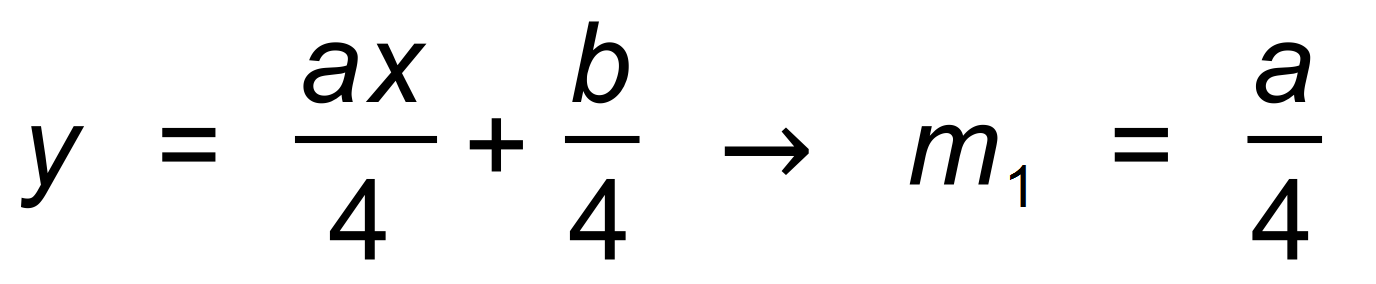 y = ax/4 + b/4 → m₁ = a/4